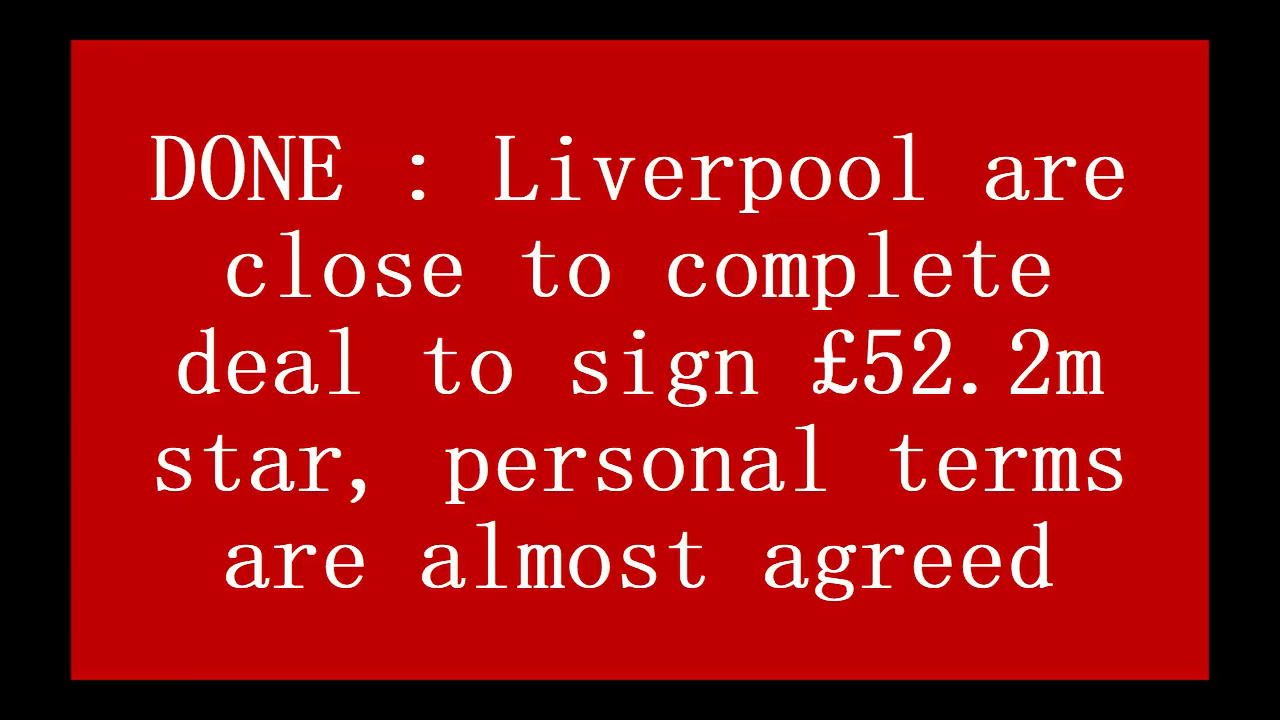 DONE : Liverpool are
close to complete
deal to sign £52.2m
star, personal terms
are almost agreed